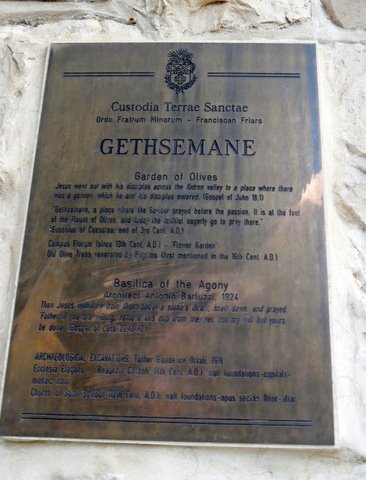 Custodia Terrae Sanctae
Ordo Fratrum Minorum - Franciscan Friars
GETHSEMANE
Garden of Olives
Jesus went out with his disciples across the Kidron valley to a place where there
was a garden, which he and his disciples entered. (Gospel of John 18,1)
"Gethsemane, a place where the Saviour prayed before the passion. It is at the foot
of the Mount of Olives, and today the faithful eagerly go to pray there."
(Eusebius of Caesarea; end of 3rd Cent. A.D.)
Campus Florum (since 13th Cent. A.D.) - "Flower Garden"
Old Olive Trees venerated by Pilgrims (first mentioned in the 16th Cent. A.D.)
Basilica of the Agony
Architect Antonio Barluzzi, 1924
Then Jesus withdrew from them about a stone's throw, knelt down, and prayed
"Father if you are willing, remove this cup from me; yet, not my will but yours
be done". (Gospel of Luke 22,41-42)
ARCHAEOLOGICAL EXCAVATIONS: Father Gaudence Orfali, 1919
Ecclesia Elegans - "Beautiful Church" (4th Cent. A.D.): wall foundations-capitals-
mosaic floor
Church of Saint Saviour (12th Cent. A.D.): wall foundations-opus sectile floor-altar